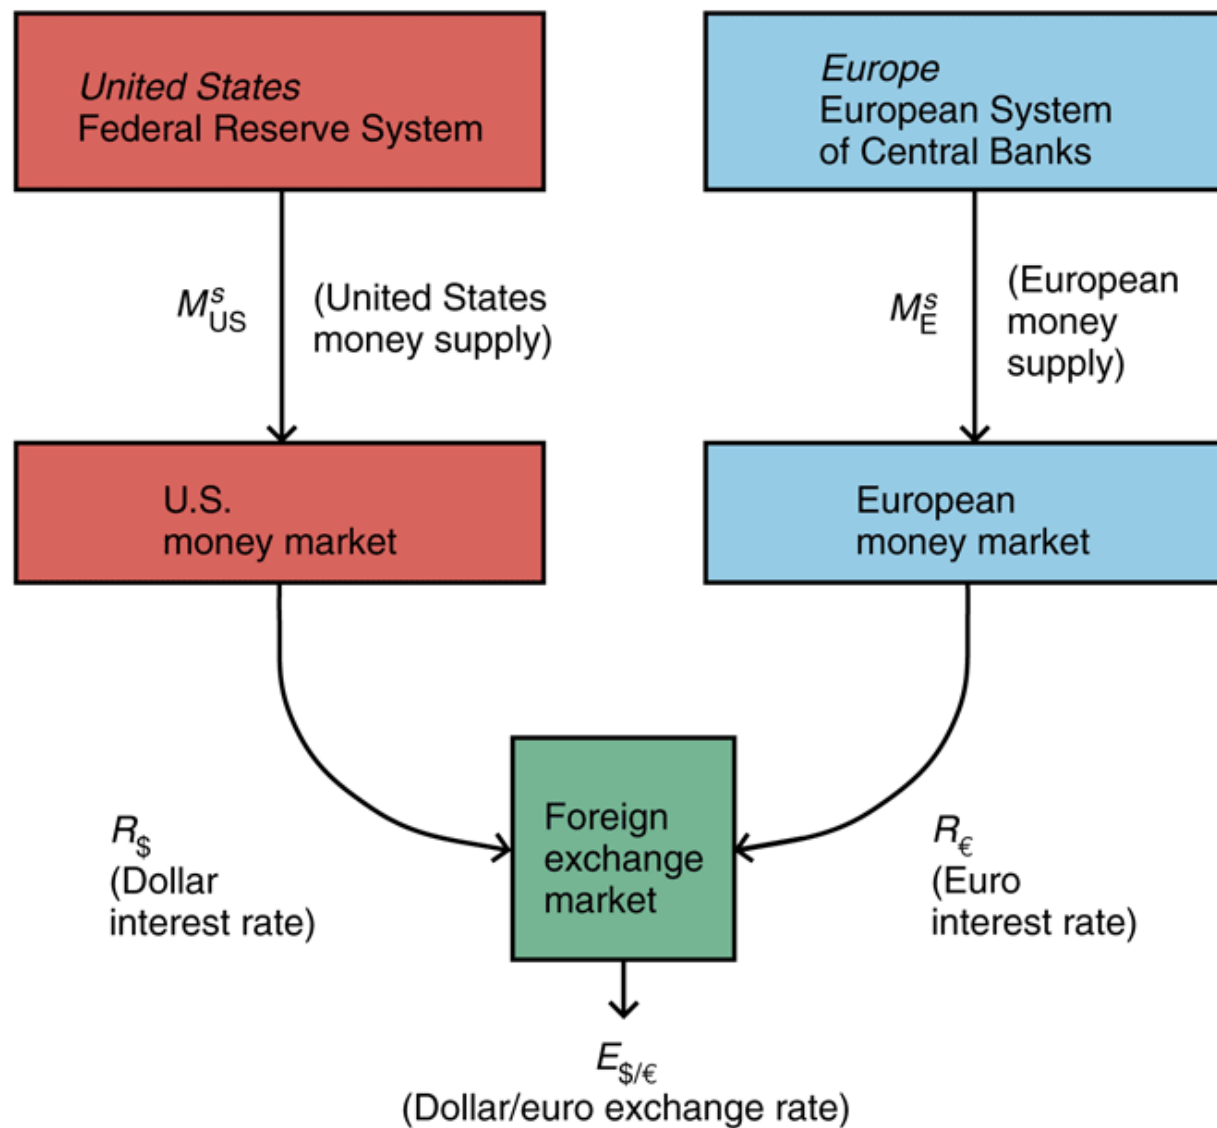 United States
Federal Reserve System
Europe
European System
of Central Banks
M^s_US
(United States
money supply)
M^s_E
(European
money
supply)
U.S.
money market
European
money market
R_$
(Dollar
interest rate)
Foreign
exchange
market
R_€
(Euro
interest rate)
E_$/€
(Dollar/euro exchange rate)